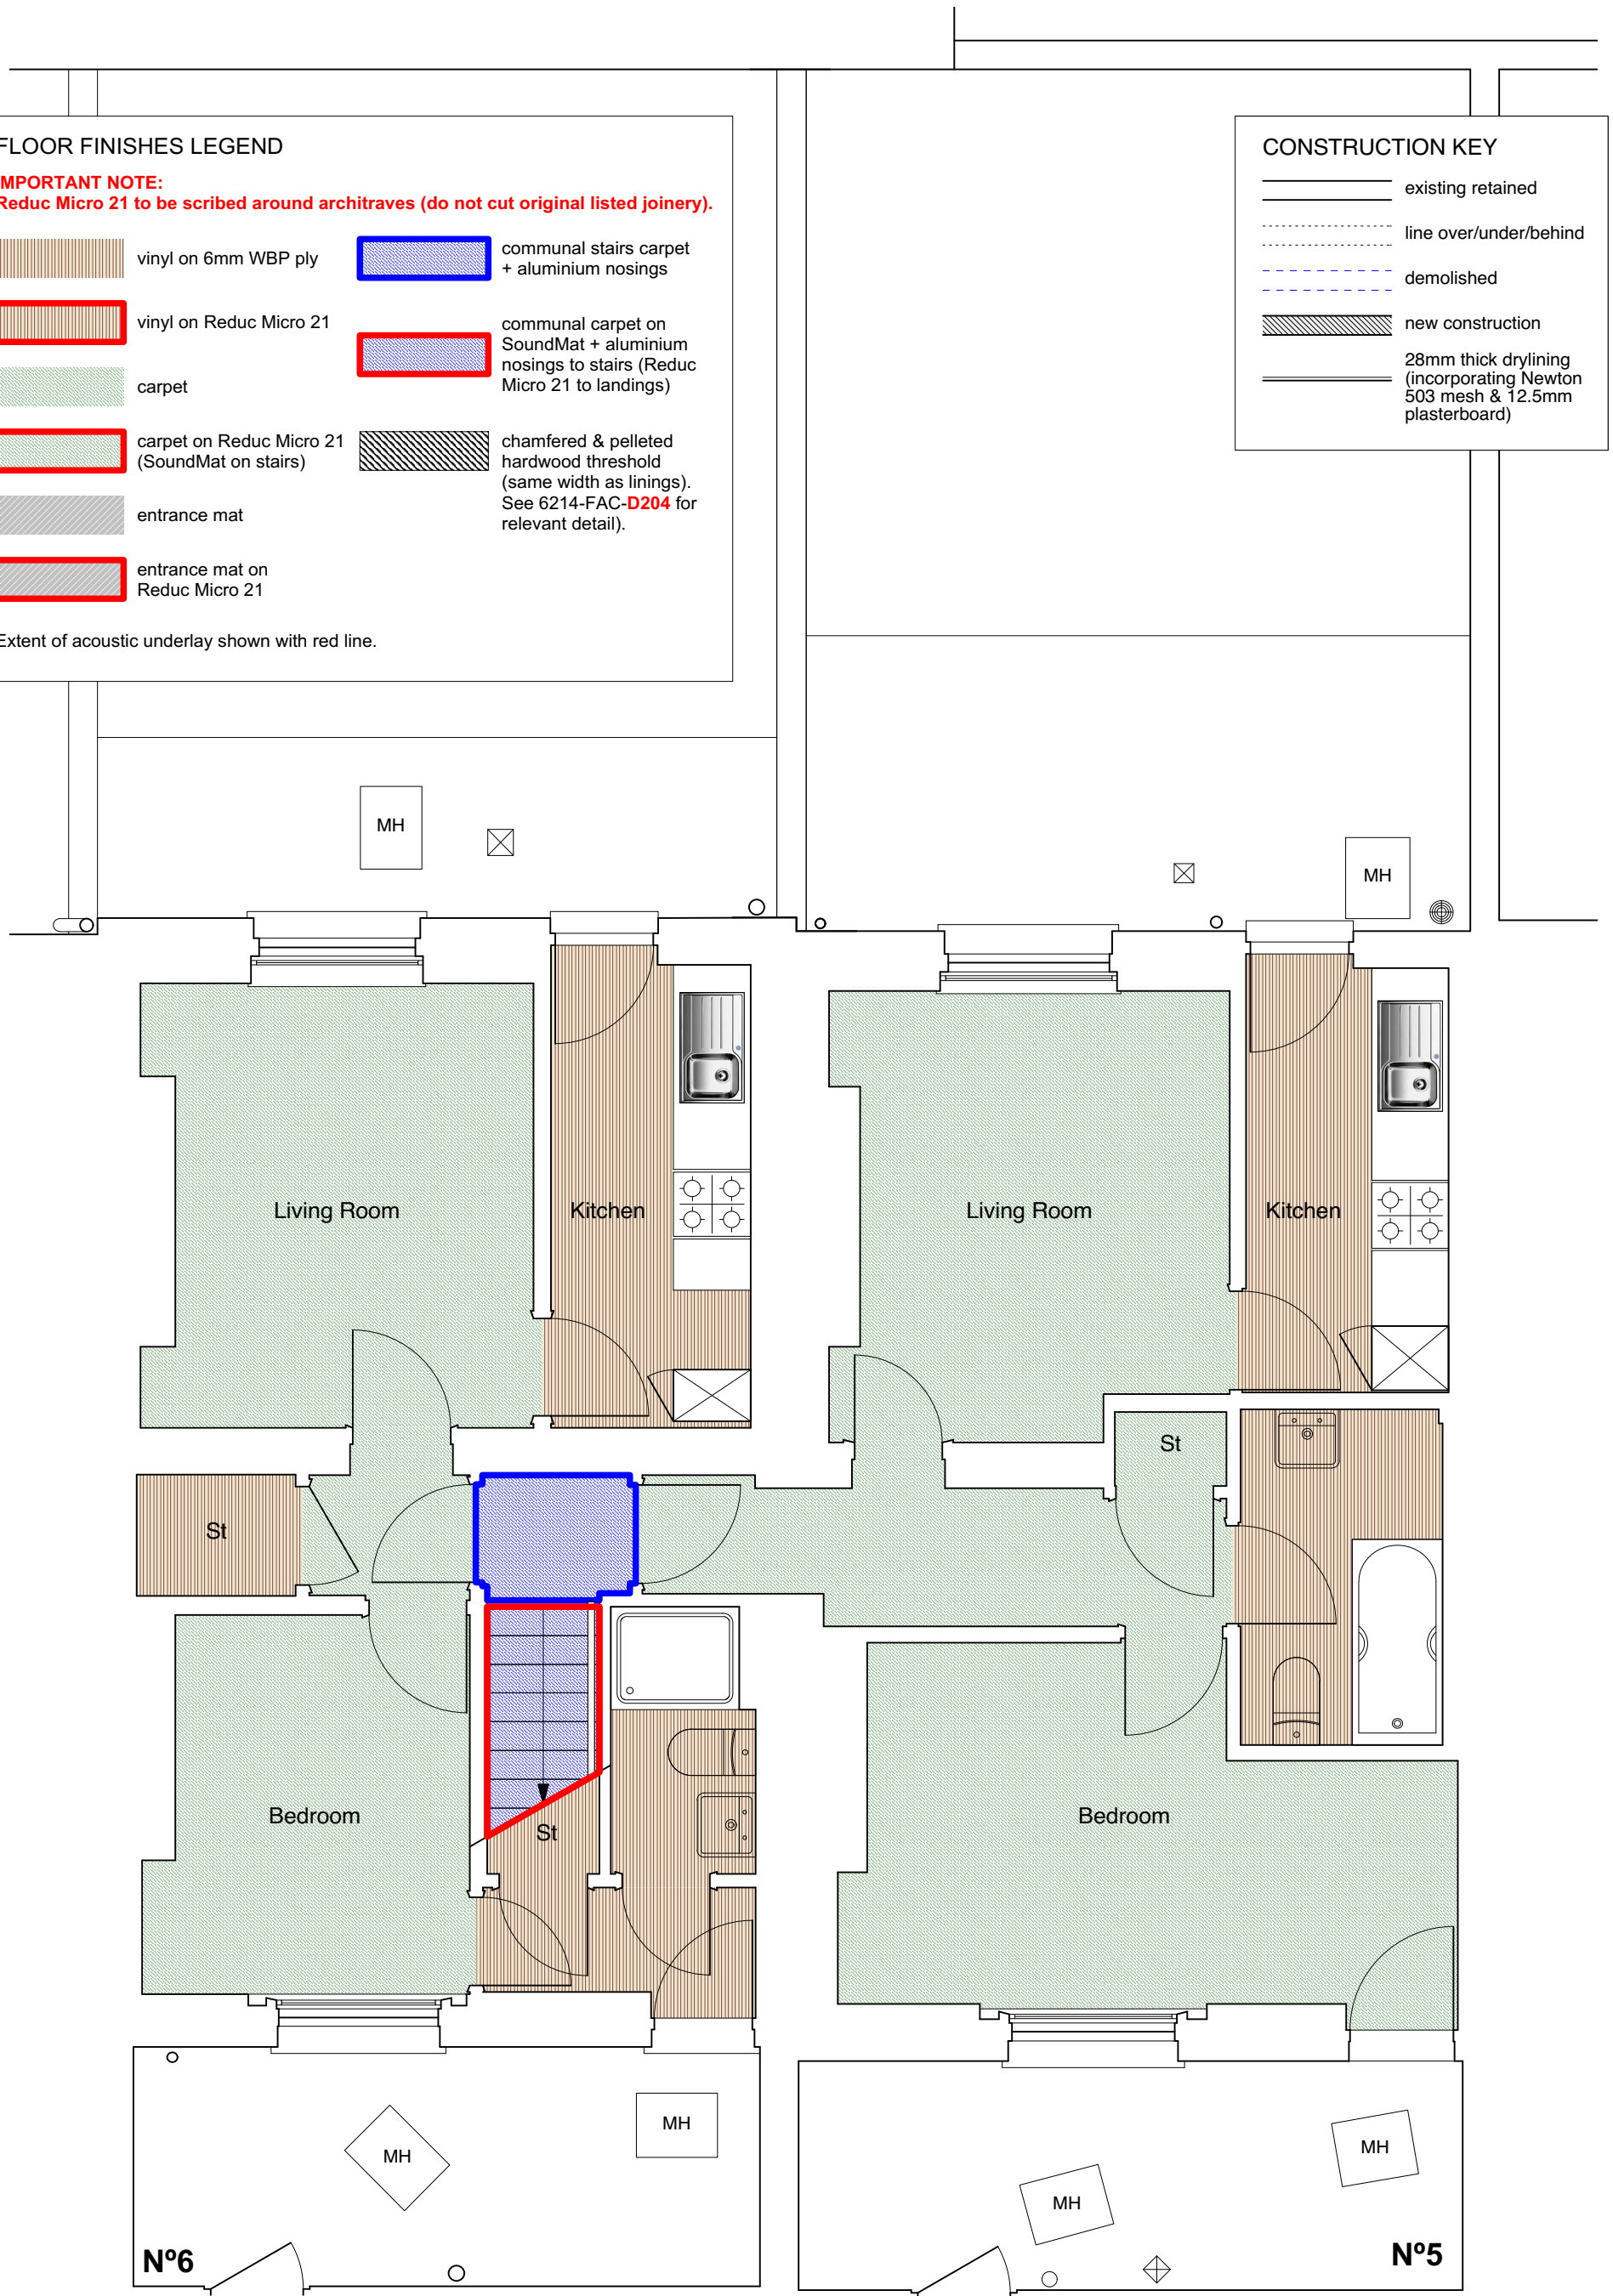 FLOOR FINISHES LEGEND
IMPORTANT NOTE:
Reduc Micro 21 to be scribed around architraves (do not cut original listed joinery).
vinyl on 6mm WBP ply
vinyl on Reduc Micro 21
carpet
carpet on Reduc Micro 21
(SoundMat on stairs)
entrance mat
entrance mat on
Reduc Micro 21
Extent of acoustic underlay shown with red line.
communal stairs carpet
+ aluminium nosings
communal carpet on
SoundMat + aluminium
nosings to stairs (Reduc
Micro 21 to landings)
chamfered & pelleted
hardwood threshold
(same width as linings).
See 6214-FAC-D204 for
relevant detail).
CONSTRUCTION KEY
existing retained
line over/under/behind
demolished
new construction
28mm thick drylining
(incorporating Newton
503 mesh & 12.5mm
plasterboard)
MH
MH
Living Room
Kitchen
Living Room
Kitchen
St
St
Bedroom
St
Bedroom
MH
MH
MH
MH
Nº6
Nº5